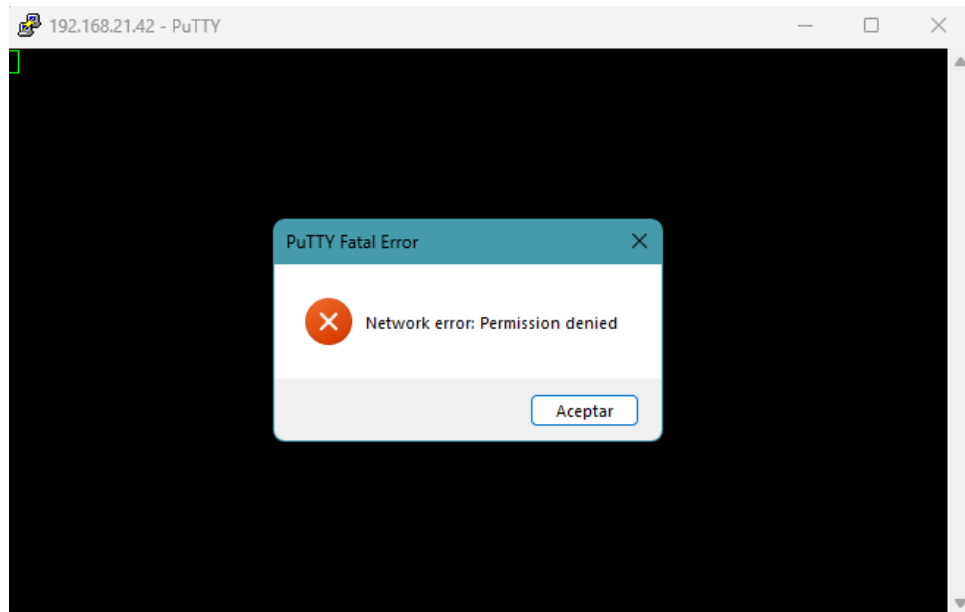 192.168.21.42 - PuTTY
PuTTY Fatal Error
Network error: Permission denied
Aceptar